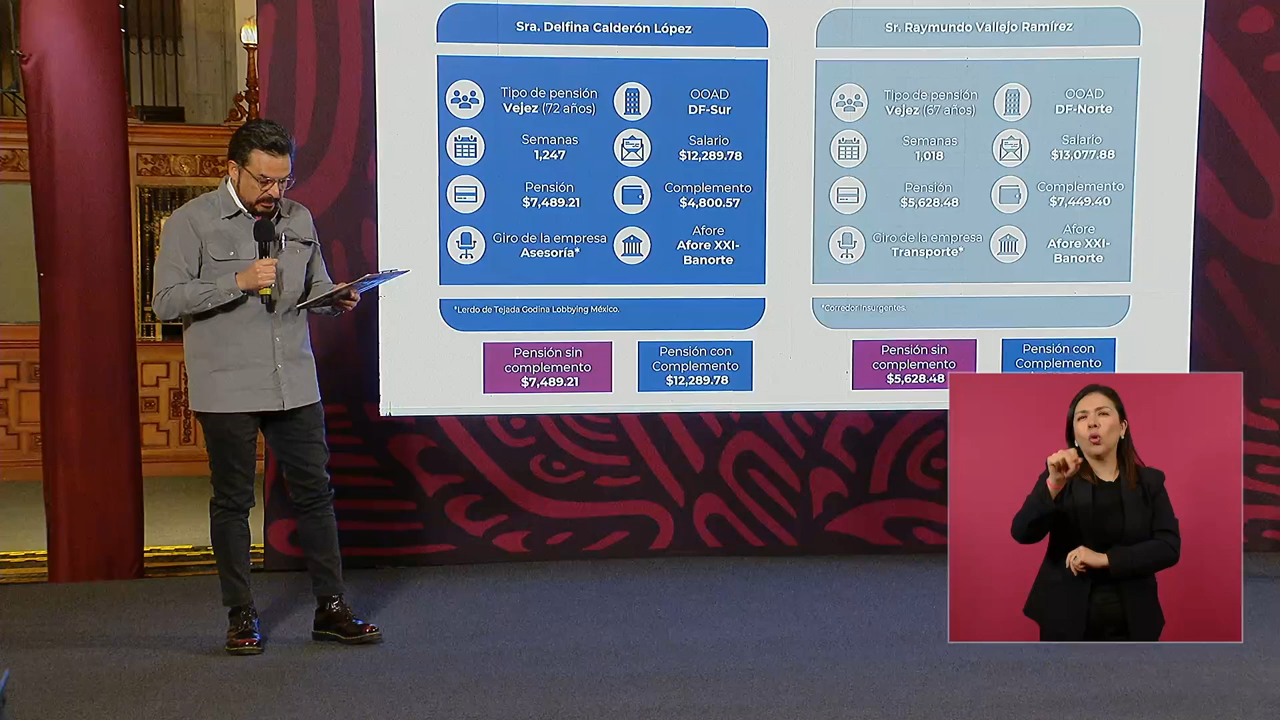 Sra. Delfina Calderón López
Tipo de pensión
Vejez (72 años)
OOAD
DF-Sur
Semanas
1,247
Salario
$12,289.78
Pensión
$7,489.21
Complemento
$4,800.57
Giro de la empresa
Asesoría*
Afore
Afore XXI-
Banorte
*Lerdo de Tejada Godina Lobbying México.
Pensión sin
complemento
$7,489.21
Pensión con
Complemento
$12,289.78
Sr. Raymundo Vallejo Ramírez
Tipo de pensión
Vejez (67 años)
OOAD
DF-Norte
Semanas
1,018
Salario
$13,077.88
Pensión
$5,628.48
Complemento
$7,449.40
Giro de la empresa
Transporte*
Afore
Afore XXI-
Banorte
*Corredor Insurgentes.
Pensión sin
complemento
$5,628.48
Pensión con
Complemento